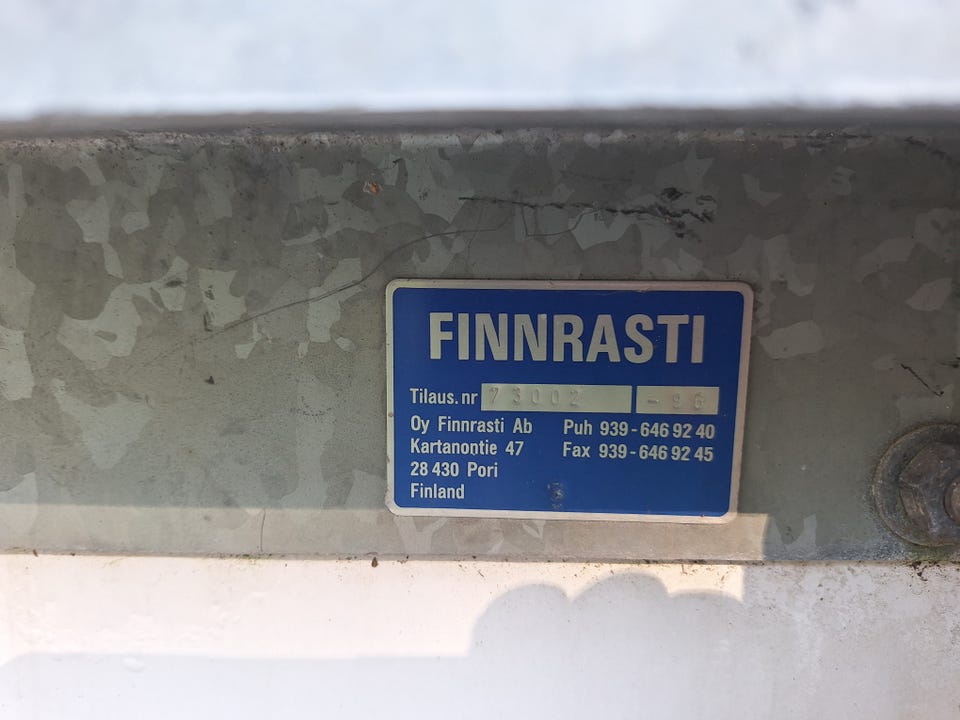 FINNRASTI
Tilaus.nr 73002 -96
Oy Finnrasti Ab Puh 939-646 92 40
Kartanontie 47 Fax 939-646 92 45
28 430 Pori
Finland